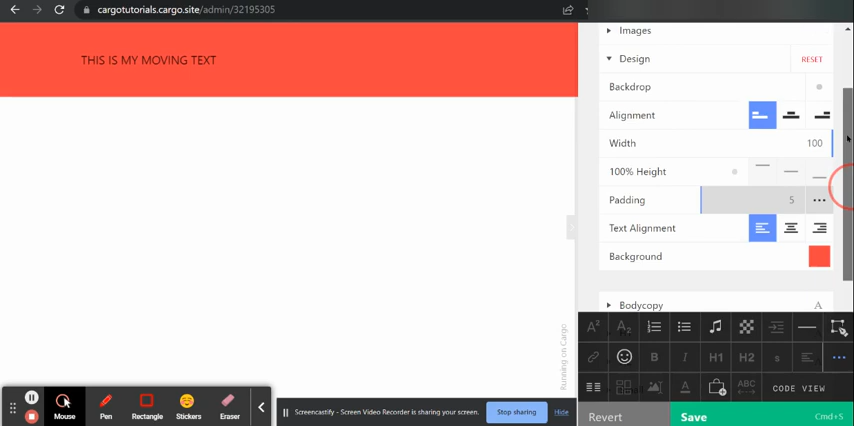 cargotutorials.cargo.site/admin/32195305
THIS IS MY MOVING TEXT
Images
Design
RESET
Backdrop
Alignment
Width
100
100% Height
Padding
5
Text Alignment
Background
Bodycopy
A
Running on Cargo
B
I
H1
H2
s
A
ABC
CODE VIEW
Mouse
Pen
Rectangle
Stickers
Eraser
Screencastify - Screen Video Recorder is sharing your screen.
Stop sharing
Hide
Revert
Save
Cmd+S